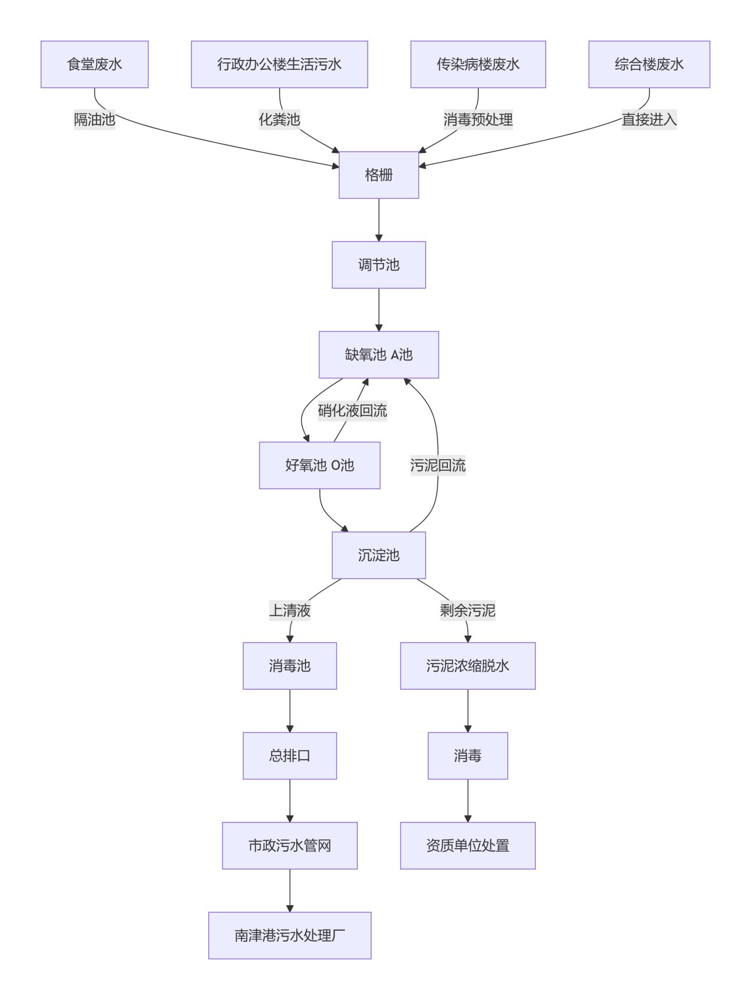 食堂废水
行政办公楼生活污水
传染病楼废水
综合楼废水
隔油池
化粪池
消毒预处理
直接进入
格栅
调节池
缺氧池 A池
硝化液回流
好氧池 O池
污泥回流
沉淀池
上清液
剩余污泥
消毒池
污泥浓缩脱水
总排口
消毒
市政污水管网
资质单位处置
南津港污水处理厂